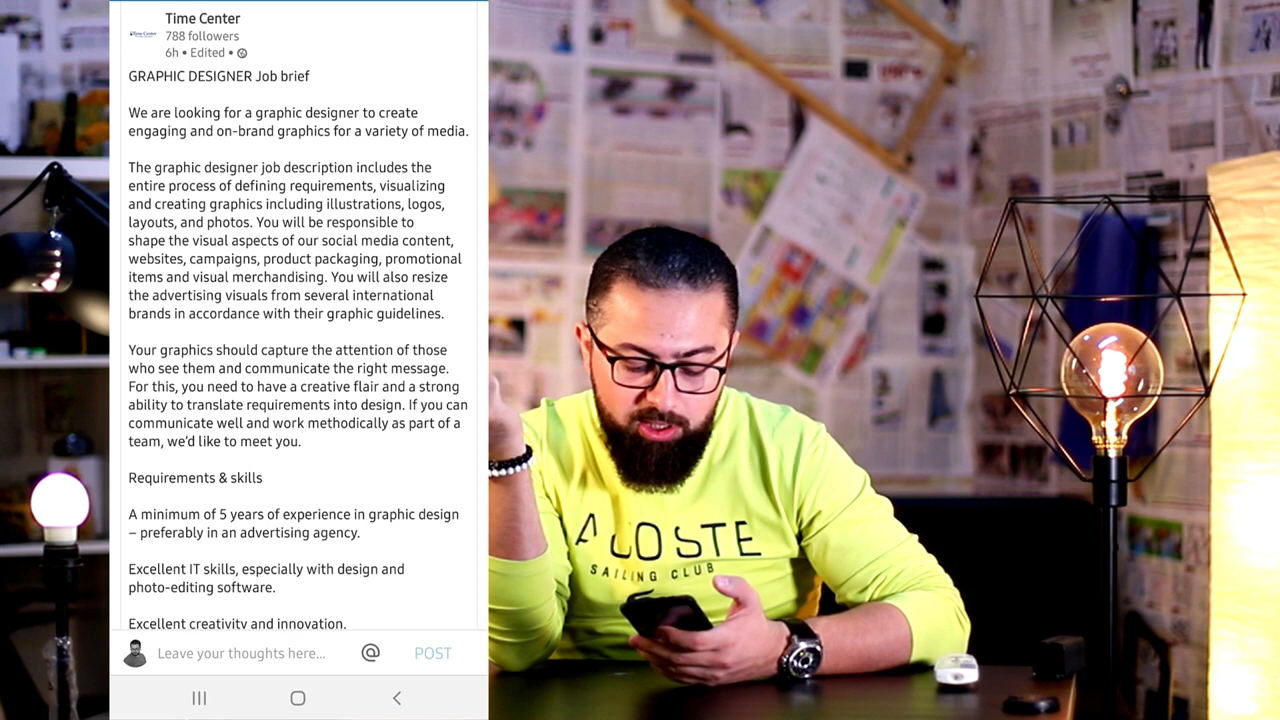 Time Center
788 followers
6h • Edited •
GRAPHIC DESIGNER Job brief
We are looking for a graphic designer to create
engaging and on-brand graphics for a variety of media.
The graphic designer job description includes the
entire process of defining requirements, visualizing
and creating graphics including illustrations, logos,
layouts, and photos. You will be responsible to
shape the visual aspects of our social media content,
websites, campaigns, product packaging, promotional
items and visual merchandising. You will also resize
the advertising visuals from several international
brands in accordance with their graphic guidelines.
Your graphics should capture the attention of those
who see them and communicate the right message.
For this, you need to have a creative flair and a strong
ability to translate requirements into design. If you can
communicate well and work methodically as part of a
team, we'd like to meet you.
Requirements & skills
A minimum of 5 years of experience in graphic design
– preferably in an advertising agency.
Excellent IT skills, especially with design and
photo-editing software.
Excellent creativity and innovation.
Leave your thoughts here...
@
POST
Time Center
ACOSTE
SAILING CLUB